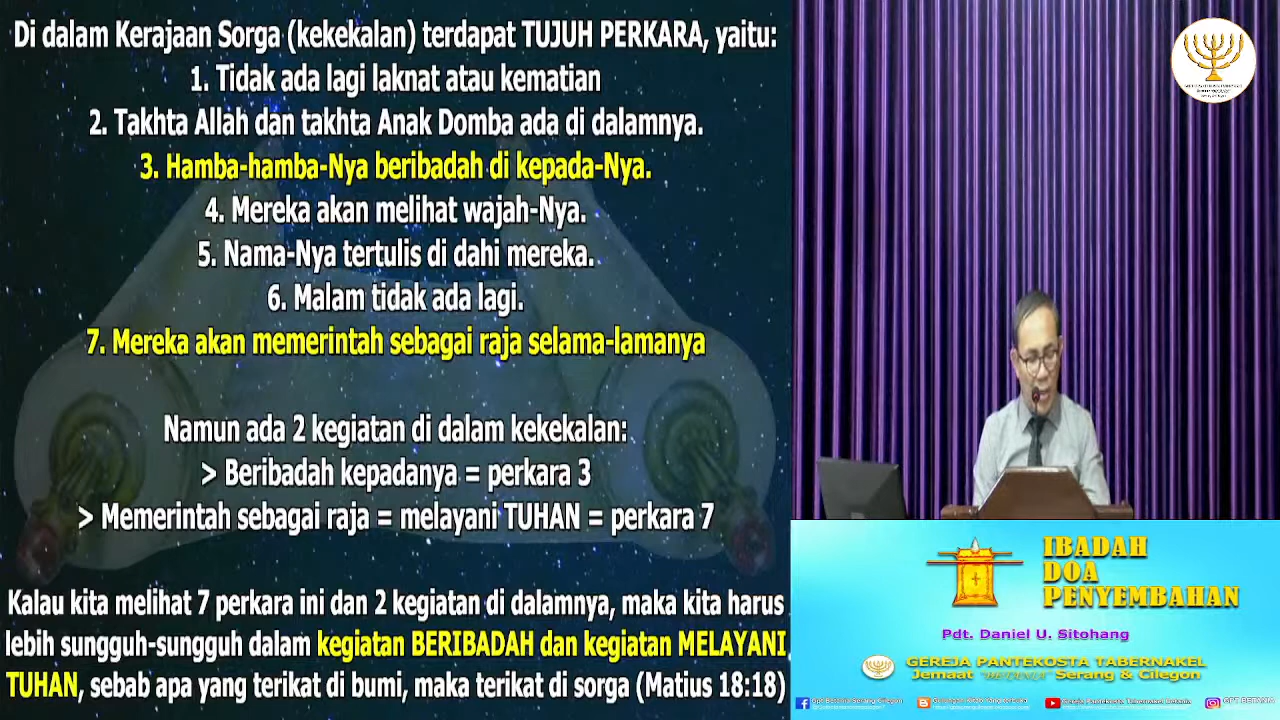 Di dalam Kerajaan Sorga (kekekalan) terdapat TUJUH PERKARA, yaitu:
1. Tidak ada lagi laknat atau kematian
2. Takhta Allah dan takhta Anak Domba ada di dalamnya.
3. Hamba-hamba-Nya beribadah di kepada-Nya.
4. Mereka akan melihat wajah-Nya.
5. Nama-Nya tertulis di dahi mereka.
6. Malam tidak ada lagi.
7. Mereka akan memerintah sebagai raja selama-lamanya
Namun ada 2 kegiatan di dalam kekekalan:
> Beribadah kepadanya = perkara 3
> Memerintah sebagai raja = melayani TUHAN = perkara 7
Kalau kita melihat 7 perkara ini dan 2 kegiatan di dalamnya, maka kita harus
lebih sungguh-sungguh dalam kegiatan BERIBADAH dan kegiatan MELAYANI
TUHAN, sebab apa yang terikat di bumi, maka terikat di sorga (Matius 18:18)
IBADAH
DOA
PENYEMBAHAN
Pdt. Daniel U. Sitohang
GEREJA PANTEKOSTA TABERNAKEL
Jemaat "BETANIA" Serang & Cilegon